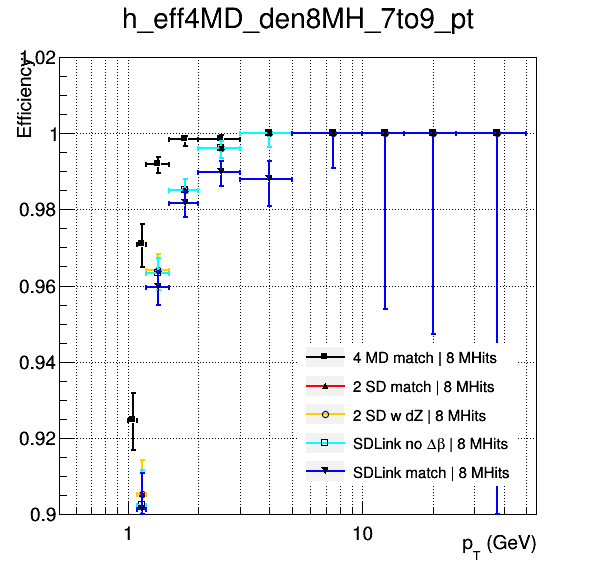 h_eff4MD_den8MH_7to9_pt
Efficiency
1.02
1
0.98
0.96
0.94
0.92
0.9
4 MD match | 8 MHits
2 SD match | 8 MHits
2 SD w dZ | 8 MHits
SDLink no Δβ | 8 MHits
SDLink match | 8 MHits
1
10
p_T (GeV)